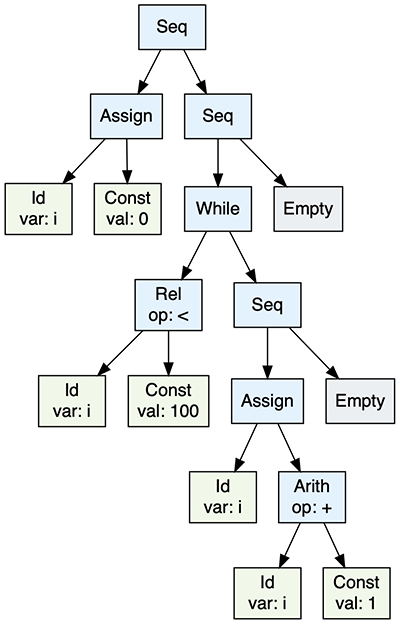 Seq
Assign
Seq
Id
var: i
Const
val: 0
While
Empty
Rel
op: <
Seq
Id
var: i
Const
val: 100
Assign
Empty
Id
var: i
Arith
op: +
Id
var: i
Const
val: 1